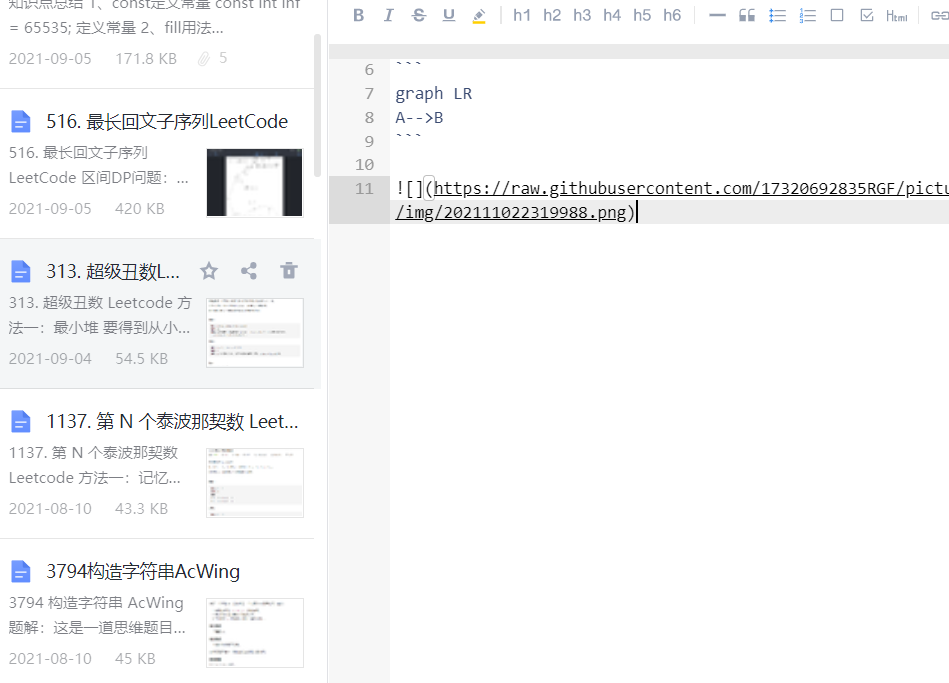 知识点总结 1、const定义常量 const int inf
= 65535; 定义常量 2、fill用法...
2021-09-05 171.8 KB 5
516. 最长回文子序列LeetCode
516. 最长回文子序列
LeetCode 区间DP问题：...
2021-09-05 420 KB
313. 超级丑数L...
313. 超级丑数 Leetcode 方
法一：最小堆 要得到从小...
2021-09-04 54.5 KB
1137. 第 N 个泰波那契数 Leet...
1137. 第 N 个泰波那契数
Leetcode 方法一：记忆...
2021-08-10 43.3 KB
3794构造字符串AcWing
3794 构造字符串 AcWing
题解：这是一道思维题目...
2021-08-10 45 KB
B I S U h1 h2 h3 h4 h5 h6 Html
6 ```
7 graph LR
8 A-->B
9 ```
10
11 ![](https://raw.githubusercontent.com/17320692835RGF/pictu
/img/202111022319988.png)